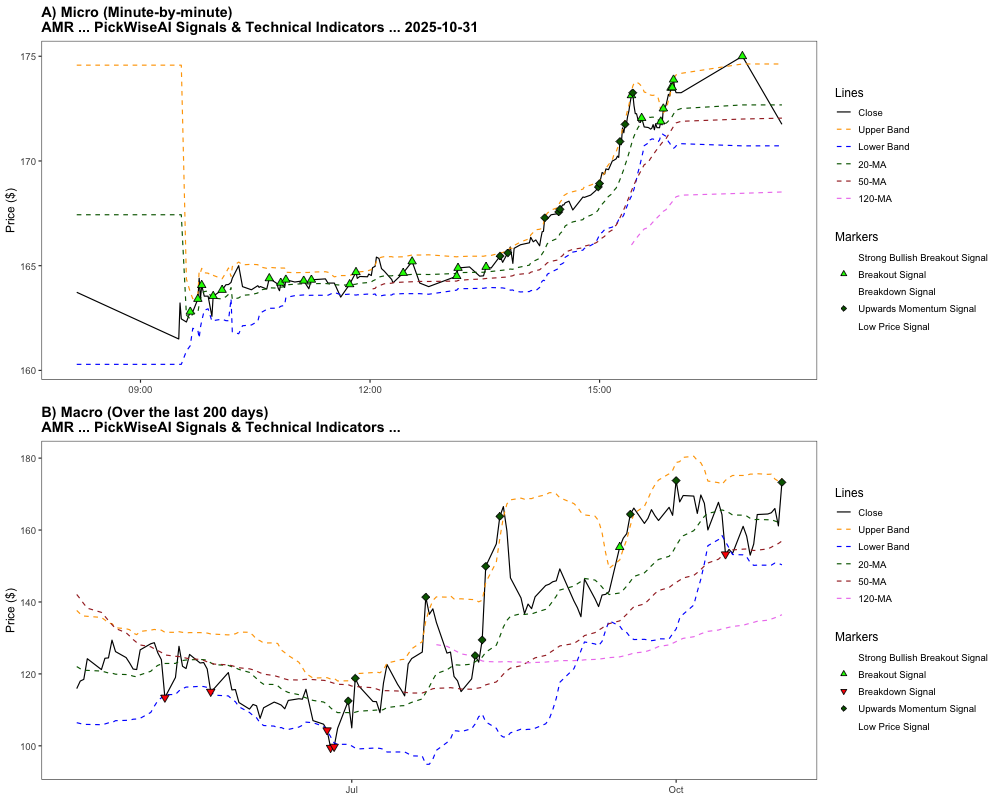 A) Micro (Minute-by-minute)
AMR ... PickWiseAI Signals & Technical Indicators ... 2025-10-31
Price ($)
175
170
165
160
09:00
12:00
15:00
Lines
Close
Upper Band
Lower Band
20-MA
50-MA
120-MA
Markers
Strong Bullish Breakout Signal
Breakout Signal
Breakdown Signal
Upwards Momentum Signal
Low Price Signal
B) Macro (Over the last 200 days)
AMR ... PickWiseAI Signals & Technical Indicators ...
Price ($)
180
160
140
120
100
Jul
Oct
Lines
Close
Upper Band
Lower Band
20-MA
50-MA
120-MA
Markers
Strong Bullish Breakout Signal
Breakout Signal
Breakdown Signal
Upwards Momentum Signal
Low Price Signal